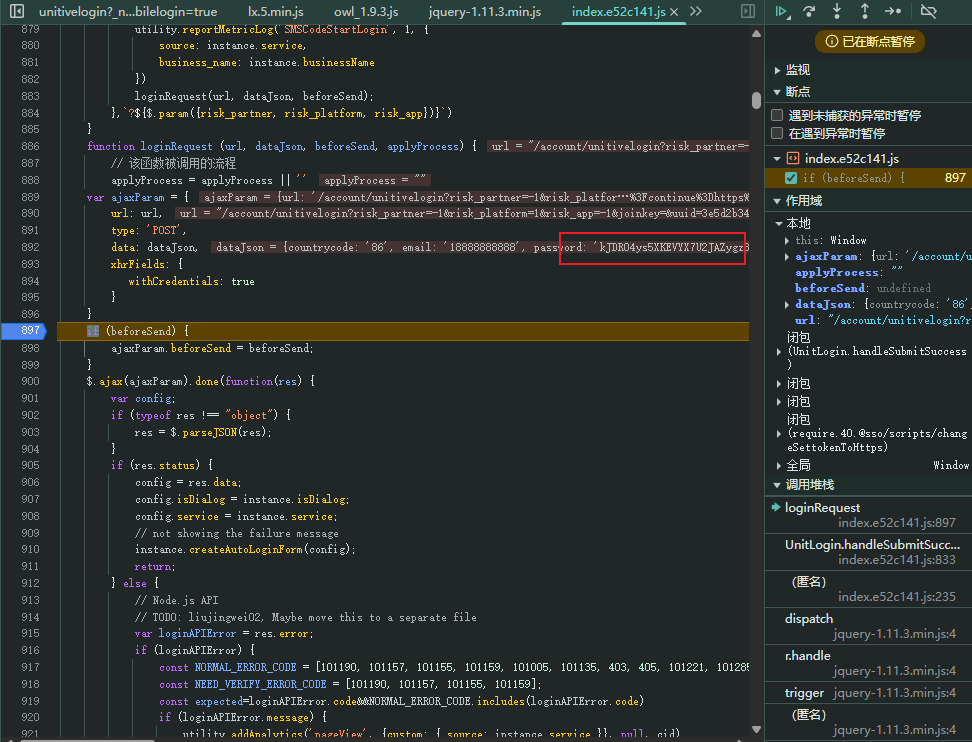 unitivelogin?_n...bilelogin=true lx.5.min.js owl_1.9.3.js jquery-1.11.3.min.js index.e52c141.js × »
879 utility.reportMetricLog('SMSCodeStartLogin', 1, {
880 source: instance.service,
881 business_name: instance.businessName
882 })
883 loginRequest(url, dataJson, beforeSend);
884 },`?${$.param({risk_partner, risk_platform, risk_app})}`)
885 }
886 function loginRequest (url, dataJson, beforeSend, applyProcess) { url = "/account/unitivelogin?risk_partner=-
887 // 该函数被调用的流程
888 applyProcess = applyProcess || '' applyProcess = ""
889 var ajaxParam = { ajaxParam = {url: '/account/unitivelogin?risk_partner=-1&risk_platfor…%3Fcontinue%3Dhttps%
890 url: url, url = "/account/unitivelogin?risk_partner=-1&risk_platform=1&risk_app=-1&joinkey=&uuid=3e5d2b34
891 type: 'POST',
892 data: dataJson, dataJson = {countrycode: '86', email: '18888888888', password: 'kJDRO4ys5XKEVYX7U2JAZygz
893 xhrFields: {
894 withCredentials: true
895 }
896 }
897 if (beforeSend) {
898 ajaxParam.beforeSend = beforeSend;
899 }
900 $.ajax(ajaxParam).done(function(res) {
901 var config;
902 if (typeof res !== "object") {
903 res = $.parseJSON(res);
904 }
905 if (res.status) {
906 config = res.data;
907 config.isDialog = instance.isDialog;
908 config.service = instance.service;
909 // not showing the failure message
910 instance.createAutoLoginForm(config);
911 return;
912 } else {
913 // Node.js API
914 // TODO: liujingwei02, Maybe move this to a separate file
915 var loginAPIError = res.error;
916 if (loginAPIError) {
917 const NORMAL_ERROR_CODE = [101190, 101157, 101155, 101159, 101005, 101135, 403, 405, 101221, 101285
918 const NEED_VERIFY_ERROR_CODE = [101190, 101157, 101155, 101159];
919 const expected=loginAPIError.code&&NORMAL_ERROR_CODE.includes(loginAPIError.code)
920 if (loginAPIError.message) {
921 utility.addAnalytics('pageView', {custom: { source: instance.service }}, null, cid)
已在断点暂停
监视
断点
遇到未捕获的异常时暂停
在遇到异常时暂停
index.e52c141.js
if (beforeSend) { 897
作用域
本地
this: Window
ajaxParam: {url: '/account/u
applyProcess: ""
beforeSend: undefined
dataJson: {countrycode: '86'
url: "/account/unitivelogin?r
闭包
(UnitLogin.handleSubmitSuccess
)
闭包
闭包
闭包
(require.40.@sso/scripts/chang
eSettokenToHttps)
全局 Window
调用堆栈
loginRequest
index.e52c141.js:897
UnitLogin.handleSubmitSucc...
index.e52c141.js:833
（匿名）
index.e52c141.js:235
dispatch
jquery-1.11.3.min.js:4
r.handle
jquery-1.11.3.min.js:4
trigger jquery-1.11.3.min.js:4
（匿名）
jquery-1.11.3.min.js:4